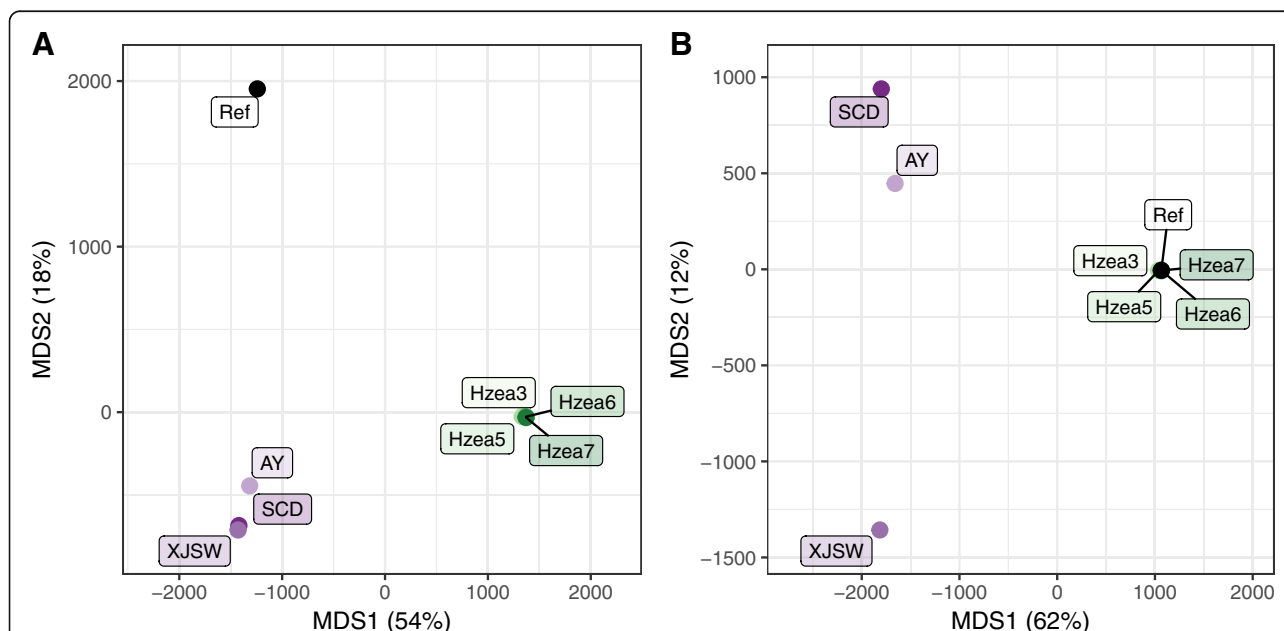 A
B
2000
1000
0
MDS2 (18%)
Ref
Hzea3
Hzea6
Hzea5
Hzea7
AY
SCD
XJSW
−2000 −1000 0 1000 2000
MDS1 (54%)
1000
500
0
−500
−1000
−1500
MDS2 (12%)
SCD
AY
Ref
Hzea3
Hzea7
Hzea5
Hzea6
XJSW
−2000 −1000 0 1000 2000
MDS1 (62%)